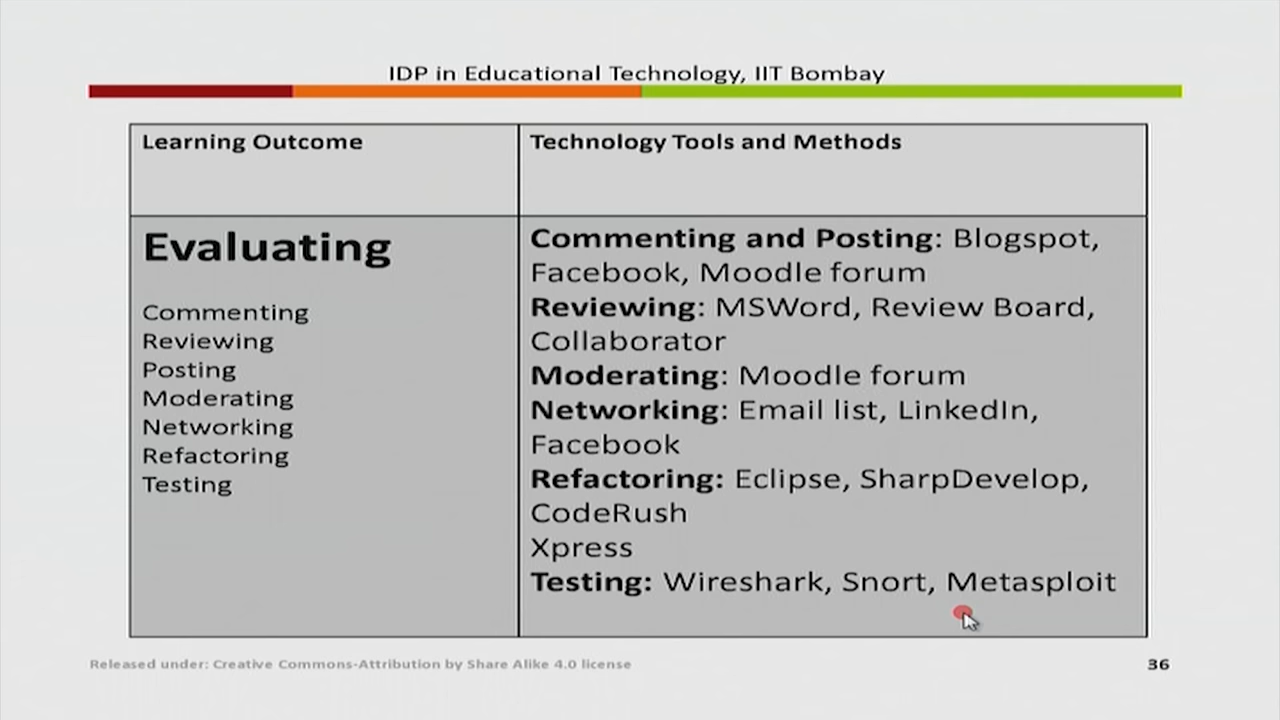 IDP in Educational Technology, IIT Bombay
Learning Outcome
Technology Tools and Methods
Evaluating
Commenting
Reviewing
Posting
Moderating
Networking
Refactoring
Testing
Commenting and Posting: Blogspot,
Facebook, Moodle forum
Reviewing: MSWord, Review Board,
Collaborator
Moderating: Moodle forum
Networking: Email list, LinkedIn,
Facebook
Refactoring: Eclipse, SharpDevelop,
CodeRush
Xpress
Testing: Wireshark, Snort, Metasploit
Released under: Creative Commons-Attribution by Share Alike 4.0 license
36